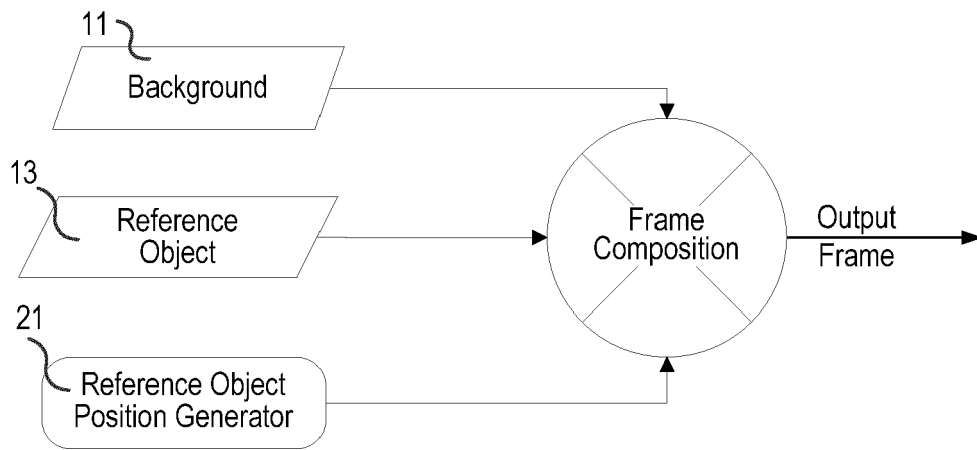 11
Background
13
Reference
Object
21
Reference Object
Position Generator
Frame
Composition
Output
Frame